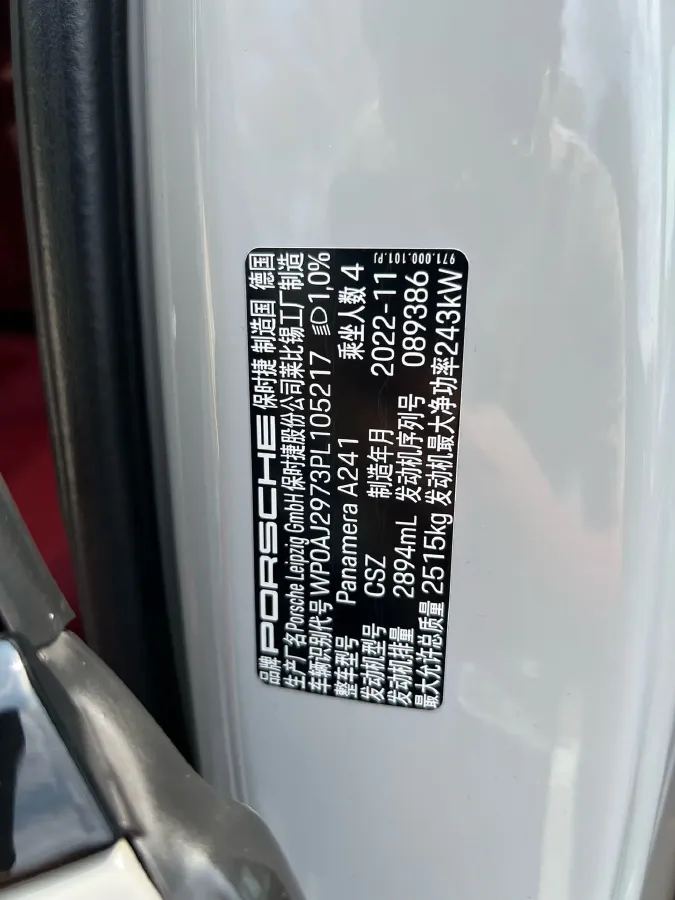 品牌 PORSCHE 保时捷 制造国 德国
生产厂名 Porsche Leipzig GmbH 保时捷股份公司莱比锡工厂制造
车辆识别代号 WP0AJ2973PL105217 1,0%
整车型号 Panamera A241 乘坐人数 4
发动机型号 CSZ 制造年月 2022-11
发动机排量 2894mL 发动机序列号 089386
最大允许总质量 2515kg 发动机最大净功率 243kW
971.000.101.PJ